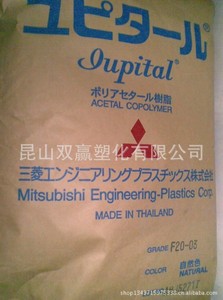 ユピタール
Iupital®
ポリアセタール樹脂
ACETAL COPOLYMER
昆山双赢塑化有限公司
三菱エンジニアリングプラスチックス株式会社
Mitsubishi Engineering-Plastics Corp
MADE IN THAILAND
GRADE F20-03
COLOR 自然色
NATURAL